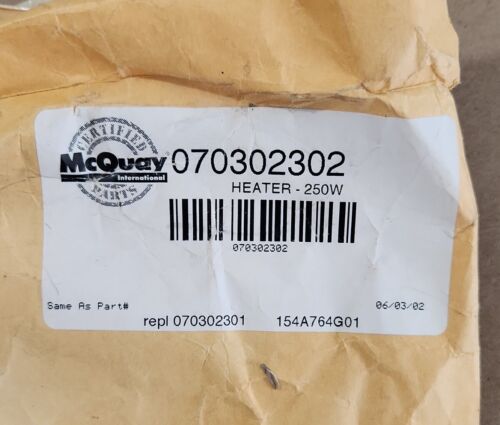 CERTIFIED
McQuay
International
PARTS
070302302
HEATER - 250W
070302302
Same As Part#
06/03/02
repl 070302301 154A764G01